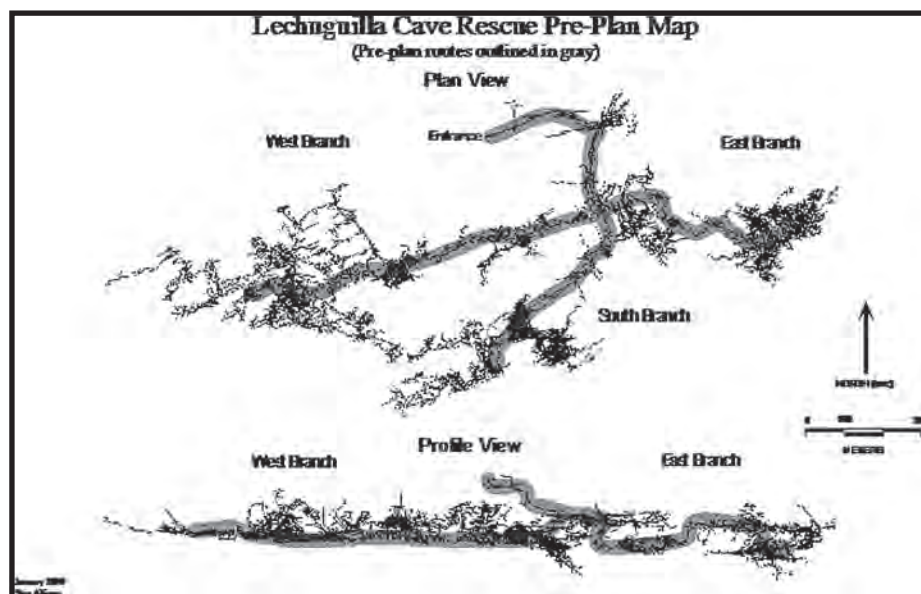 Lechuguilla Cave Rescue Pre-Plan Map
(Pre-plan routes outlined in gray)
Plan View
Entrance
West Branch
East Branch
South Branch
Profile View
West Branch
East Branch